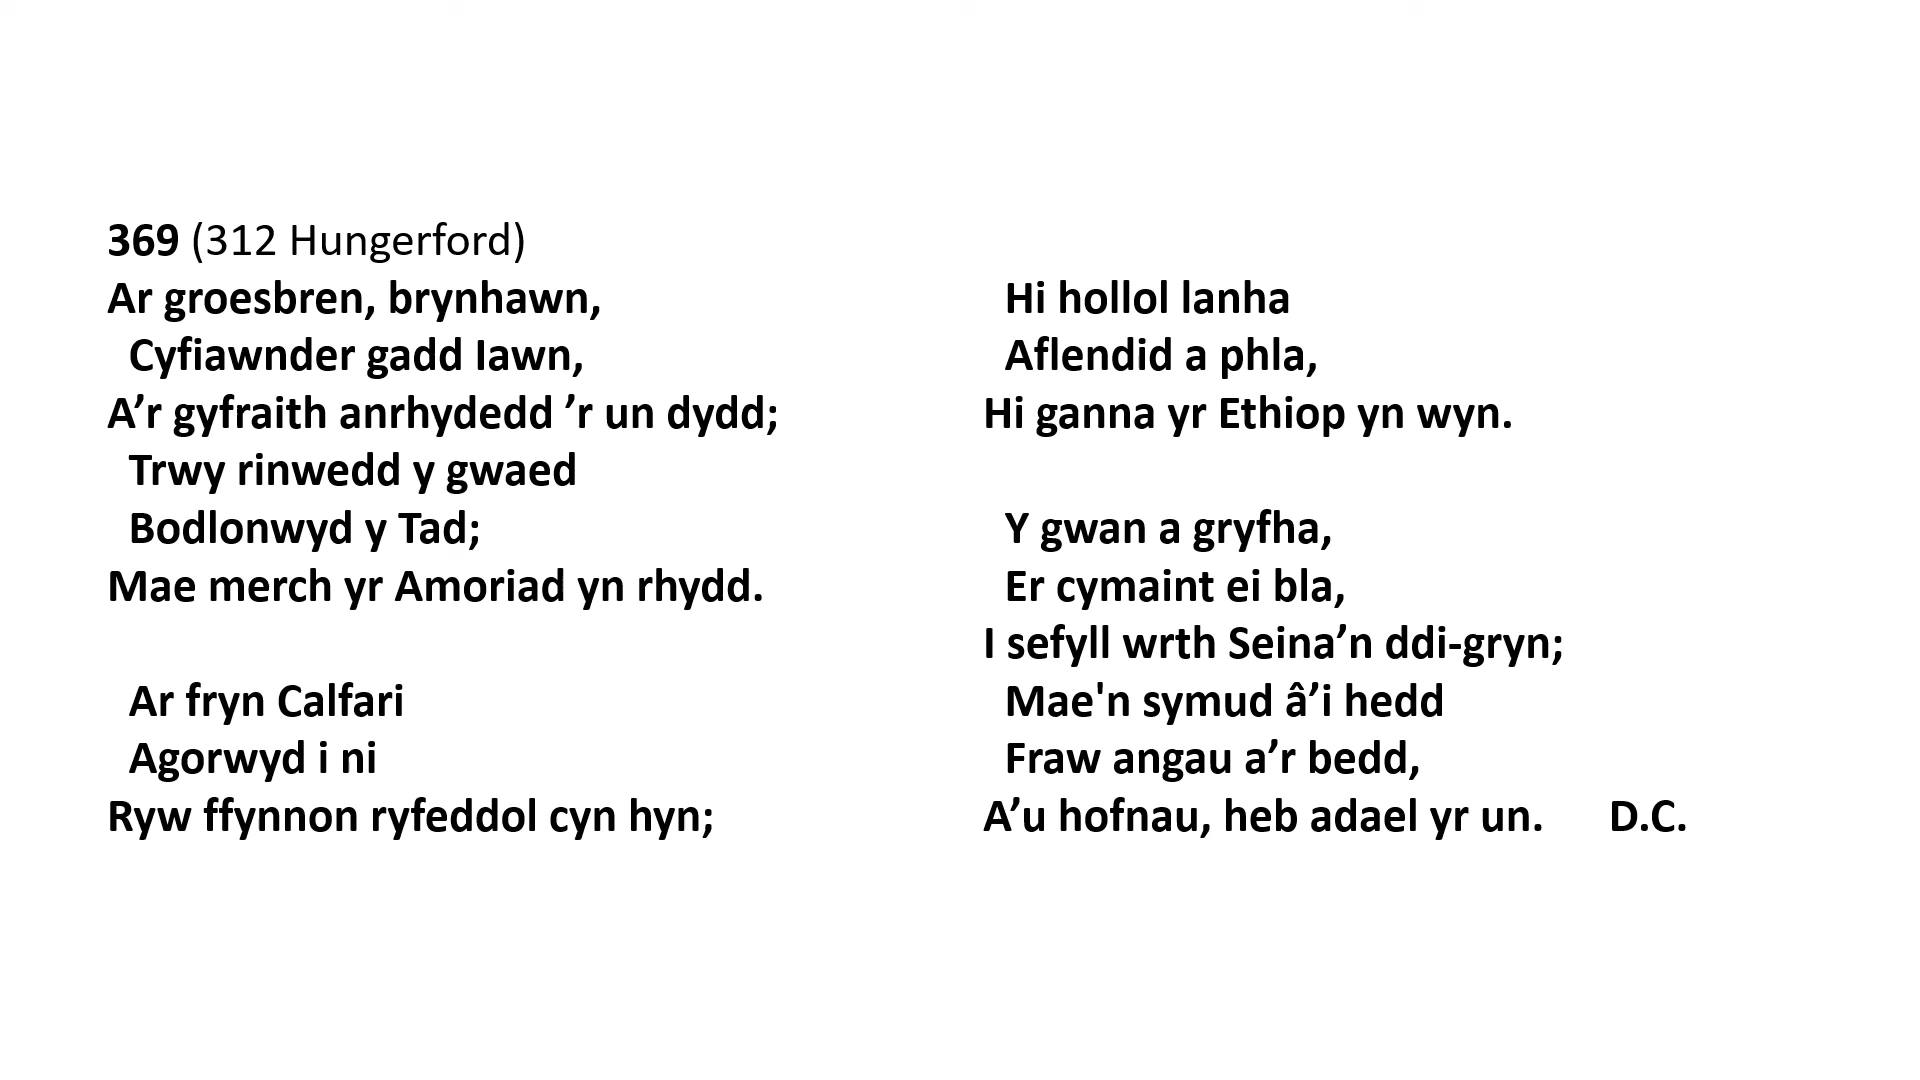 369 (312 Hungerford)
Ar groesbren, brynhawn,
Cyfiawnder gadd Iawn,
A’r gyfraith anrhydedd ’r un dydd;
Trwy rinwedd y gwaed
Bodlonwyd y Tad;
Mae merch yr Amoriad yn rhydd.

Ar fryn Calfari
Agorwyd i ni
Ryw ffynnon ryfeddol cyn hyn;
Hi hollol lanha
Aflendid a phla,
Hi ganna yr Ethiop yn wyn.

Y gwan a gryfha,
Er cymaint ei bla,
I sefyll wrth Seina’n ddi-gryn;
Mae'n symud â’i hedd
Fraw angau a’r bedd,
A’u hofnau, heb adael yr un. D.C.